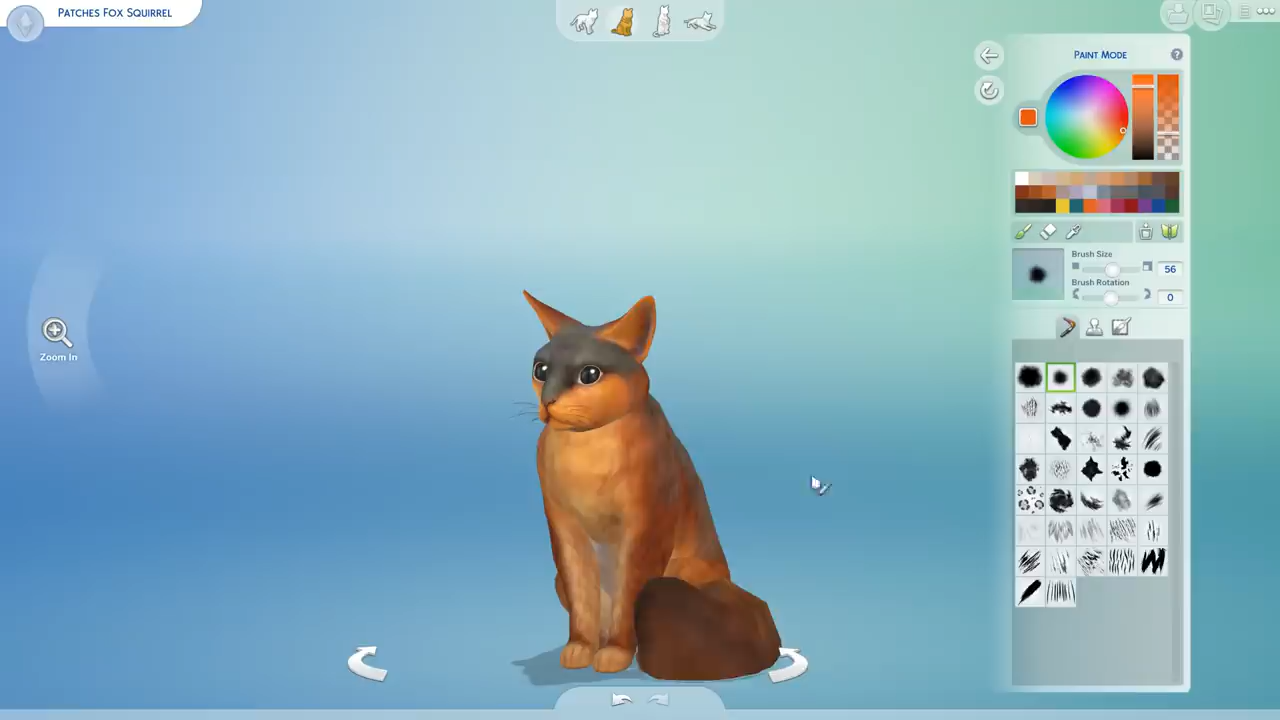 PATCHES FOX SQUIRREL
PAINT MODE
?
Brush Size
56
Brush Rotation
0
Zoom In